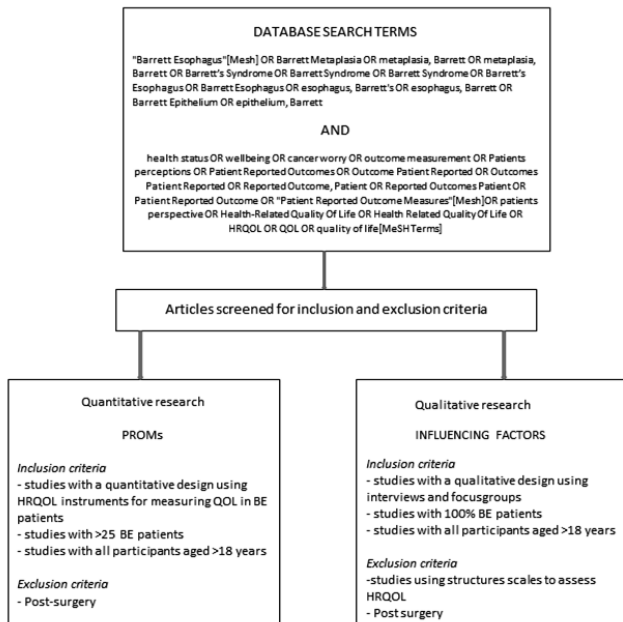 DATABASE SEARCH TERMS
"Barrett Esophagus"[Mesh] OR Barrett Metaplasia OR metaplasia, Barrett OR metaplasia,
Barrett OR Barrett's Syndrome OR Barrett Syndrome OR Barrett Syndrome OR Barrett's
Esophagus OR Barrett Esophagus OR esophagus, Barrett's OR esophagus, Barrett OR
Barrett Epithelium OR epithelium, Barrett
AND
health status OR wellbeing OR cancer worry OR outcome measurement OR Patients
perceptions OR Patient Reported Outcomes OR Outcome Patient Reported OR Outcomes
Patient Reported OR Reported Outcome, Patient OR Reported Outcomes Patient OR
Patient Reported Outcome OR "Patient Reported Outcome Measures"[Mesh]OR patients
perspective OR Health-Related Quality Of Life OR Health Related Quality Of Life OR
HRQOL OR QOL OR quality of life[MeSH Terms]
Articles screened for inclusion and exclusion criteria
Quantitative research
PROMs
Inclusion criteria
- studies with a quantitative design using
HRQOL instruments for measuring QOL in BE
patients
- studies with >25 BE patients
- studies with all participants aged >18 years
Exclusion criteria
- Post-surgery
Qualitative research
INFLUENCING FACTORS
Inclusion criteria
- studies with a qualitative design using
interviews and focusgroups
- studies with 100% BE patients
- studies with all participants aged >18 years
Exclusion criteria
-studies using structures scales to assess
HRQOL
- Post surgery